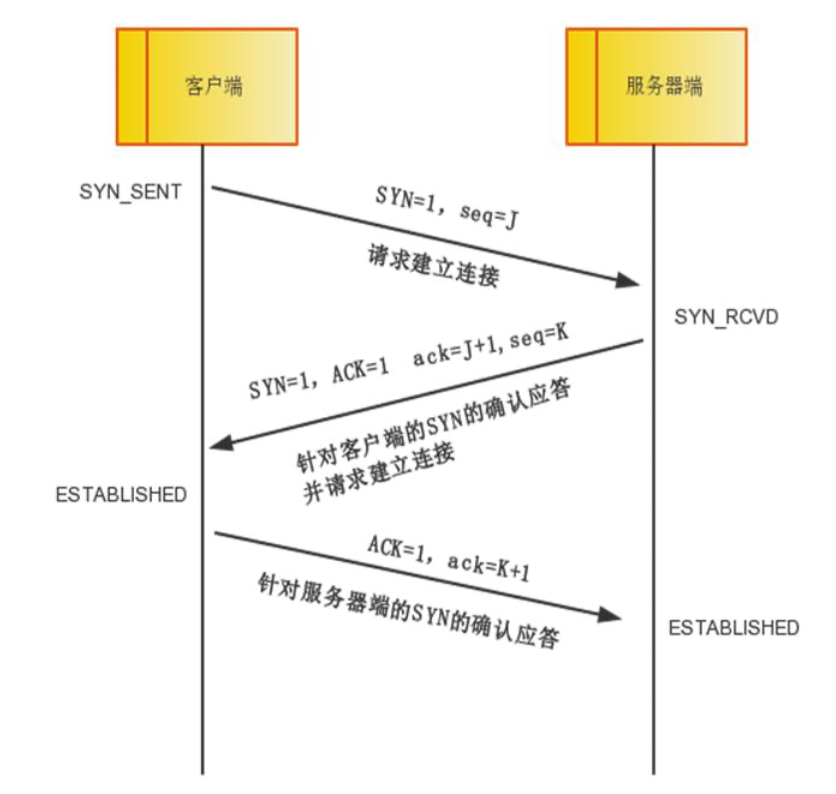 客户端
服务器端
SYN_SENT
SYN=1, seq=J
请求建立连接
SYN_RCVD
SYN=1, ACK=1 ack=J+1,seq=K
针对客户端的SYN的确认应答
并请求建立连接
ESTABLISHED
ACK=1, ack=K+1
针对服务器端的SYN的确认应答
ESTABLISHED